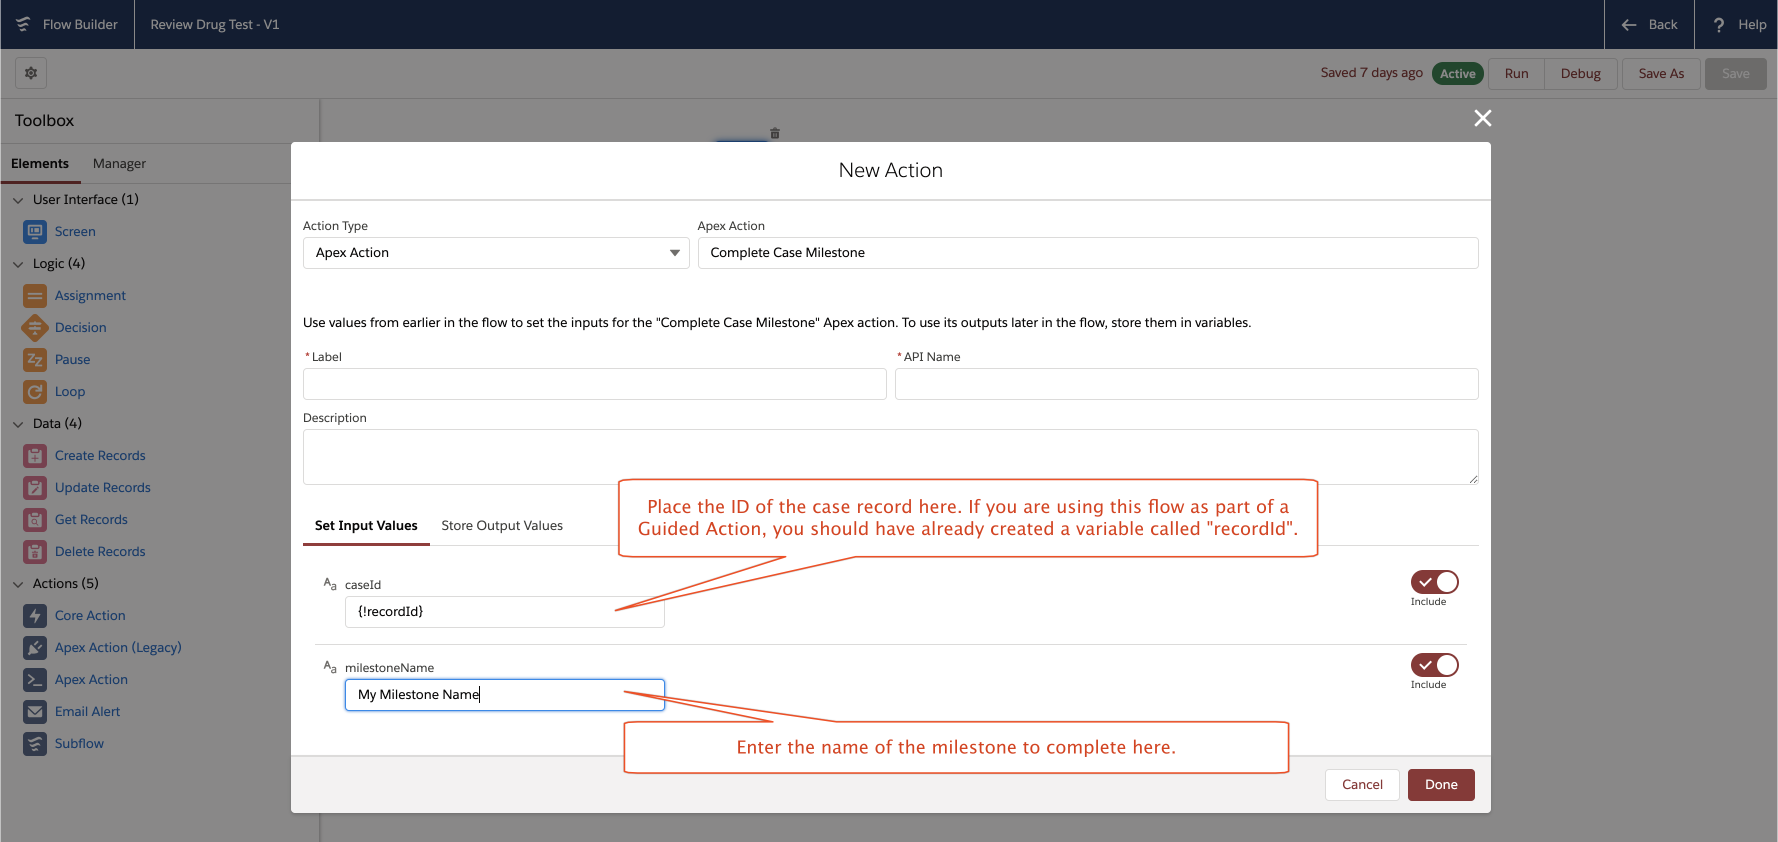 Flow Builder
Review Drug Test - V1
Back
Help
Saved 7 days ago
Active
Run
Debug
Save As
Save
Toolbox
Elements
Manager
User Interface (1)
Screen
Logic (4)
Assignment
Decision
Pause
Loop
Data (4)
Create Records
Update Records
Get Records
Delete Records
Actions (5)
Core Action
Apex Action (Legacy)
Apex Action
Email Alert
Subflow
New Action
Action Type
Apex Action
Apex Action
Complete Case Milestone
Use values from earlier in the flow to set the inputs for the "Complete Case Milestone" Apex action. To use its outputs later in the flow, store them in variables.
* Label
* API Name
Description
Place the ID of the case record here. If you are using this flow as part of a
Guided Action, you should have already created a variable called "recordId".
Set Input Values
Store Output Values
Aa caseId
{!recordId}
Include
Aa milestoneName
My Milestone Name
Include
Enter the name of the milestone to complete here.
Cancel
Done